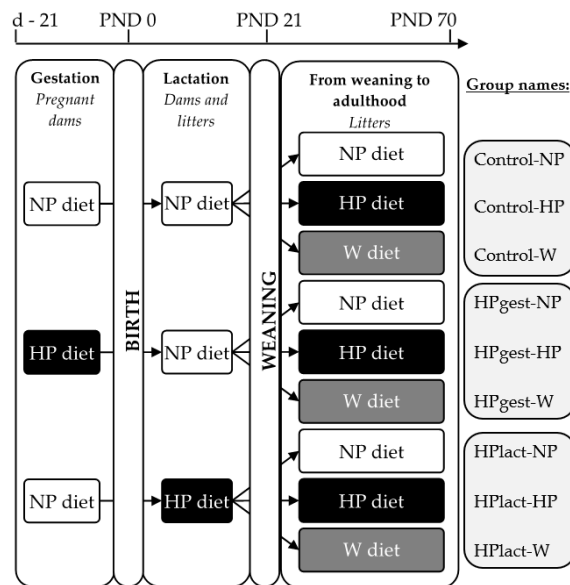 d - 21 PND 0 PND 21 PND 70
Gestation
Pregnant
dams
Lactation
Dams and
litters
From weaning to
adulthood
Litters
Group names:
BIRTH
WEANING
NP diet
NP diet
NP diet
HP diet
W diet
Control-NP
Control-HP
Control-W
HP diet
NP diet
NP diet
HP diet
W diet
HPgest-NP
HPgest-HP
HPgest-W
NP diet
HP diet
NP diet
HP diet
W diet
HPlact-NP
HPlact-HP
HPlact-W